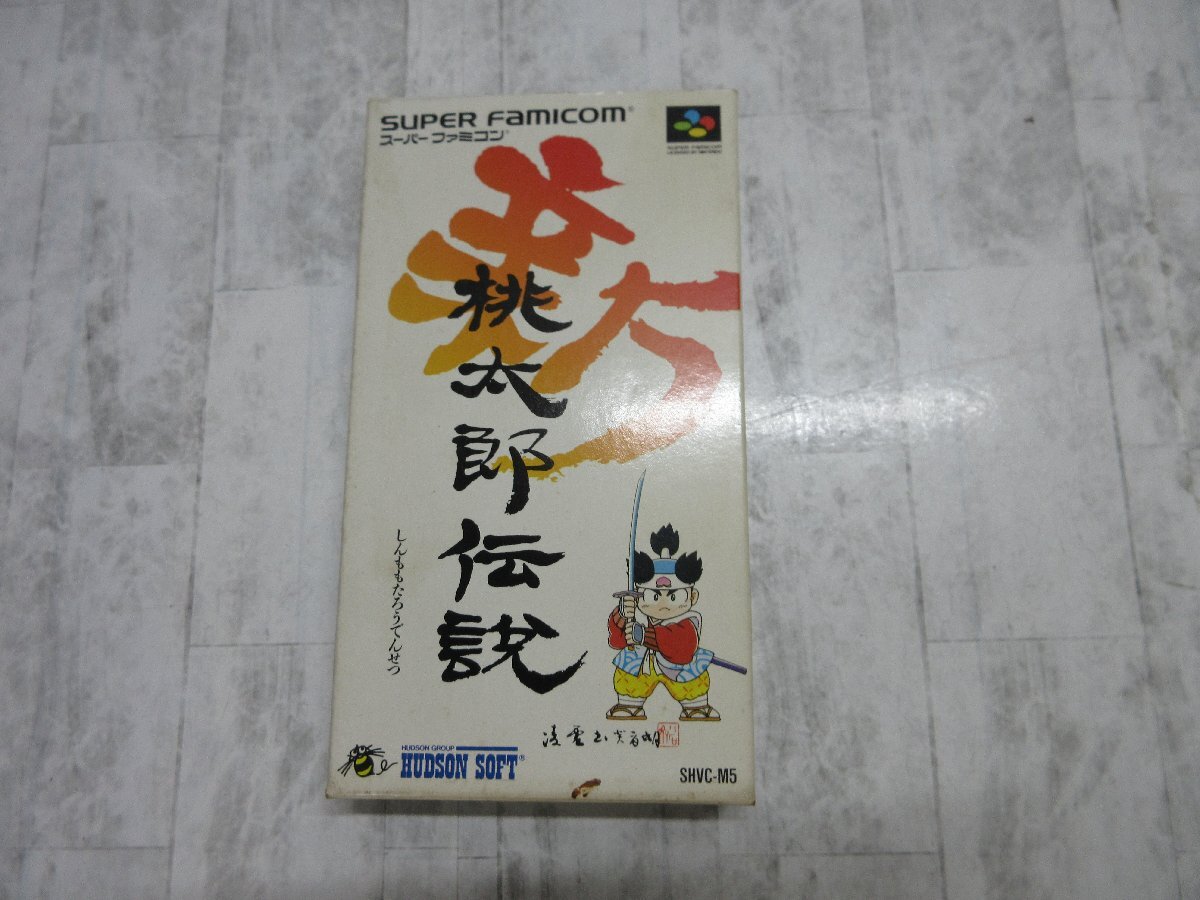 SUPER FAMICOM®
スーパーファミコン®
SUPER FAMICOM
新
桃太郎伝説
しんももたろうでんせつ
HUDSON GROUP
HUDSON SOFT®
SHVC-M5